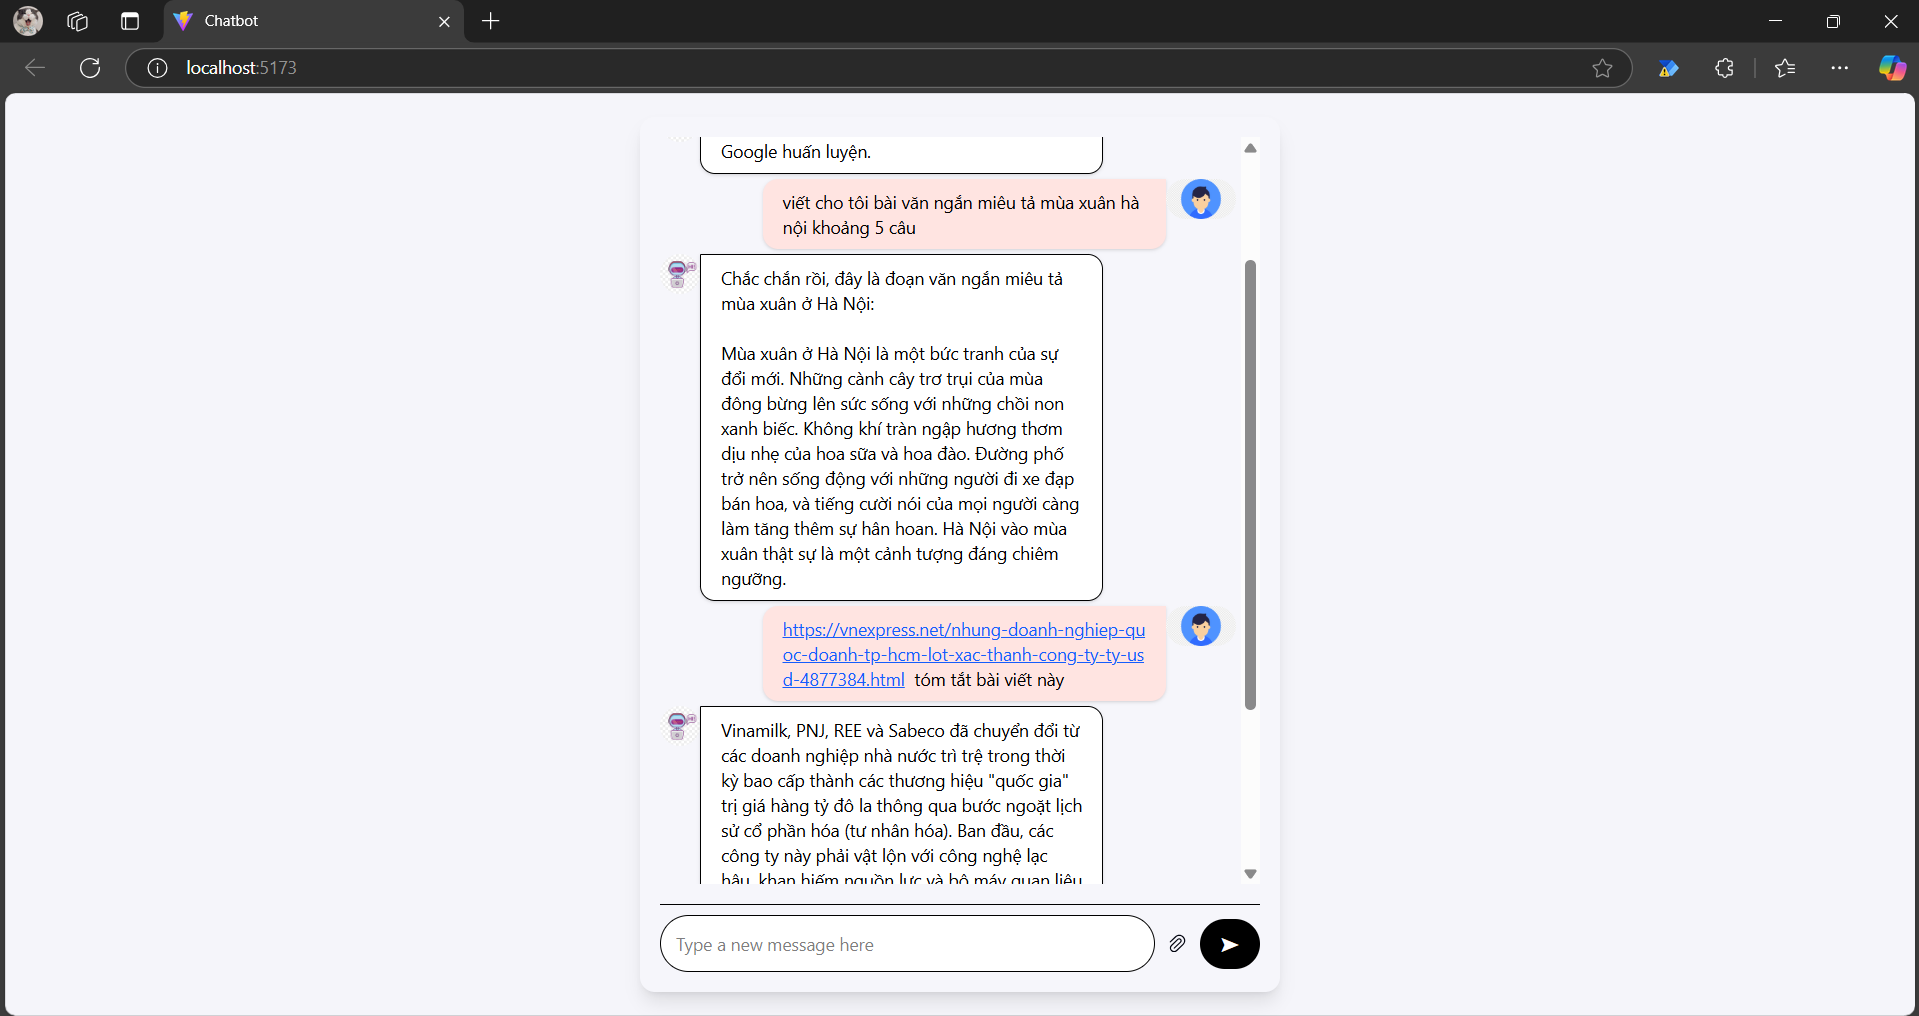 Chatbot
localhost:5173
Google huấn luyện.
viết cho tôi bài văn ngắn miêu tả mùa xuân hà
nội khoảng 5 câu
Chắc chắn rồi, đây là đoạn văn ngắn miêu tả
mùa xuân ở Hà Nội:
Mùa xuân ở Hà Nội là một bức tranh của sự
đổi mới. Những cành cây trơ trụi của mùa
đông bừng lên sức sống với những chồi non
xanh biếc. Không khí tràn ngập hương thơm
dịu nhẹ của hoa sữa và hoa đào. Đường phố
trở nên sống động với những người đi xe đạp
bán hoa, và tiếng cười nói của mọi người càng
làm tăng thêm sự hân hoan. Hà Nội vào mùa
xuân thật sự là một cảnh tượng đáng chiêm
ngưỡng.
https://vnexpress.net/nhung-doanh-nghiep-qu
oc-doanh-tp-hcm-lot-xac-thanh-cong-ty-ty-us
d-4877384.html tóm tắt bài viết này
Vinamilk, PNJ, REE và Sabeco đã chuyển đổi từ
các doanh nghiệp nhà nước trì trệ trong thời
kỳ bao cấp thành các thương hiệu "quốc gia"
trị giá hàng tỷ đô la thông qua bước ngoặt lịch
sử cổ phần hóa (tư nhân hóa). Ban đầu, các
công ty này phải vật lộn với công nghệ lạc
hậu, khan hiếm nguồn lực và bộ máy quan liêu
Type a new message here